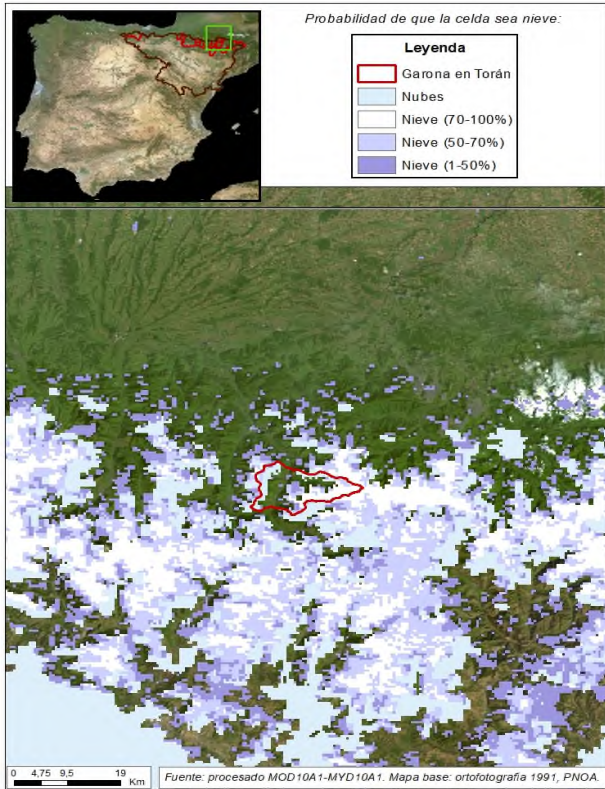 Probabilidad de que la celda sea nieve:
Leyenda
Garona en Torán
Nubes
Nieve (70-100%)
Nieve (50-70%)
Nieve (1-50%)
0 4,75 9,5 19
Km
Fuente: procesado MOD10A1-MYD10A1. Mapa base: ortofotografía 1991, PNOA.